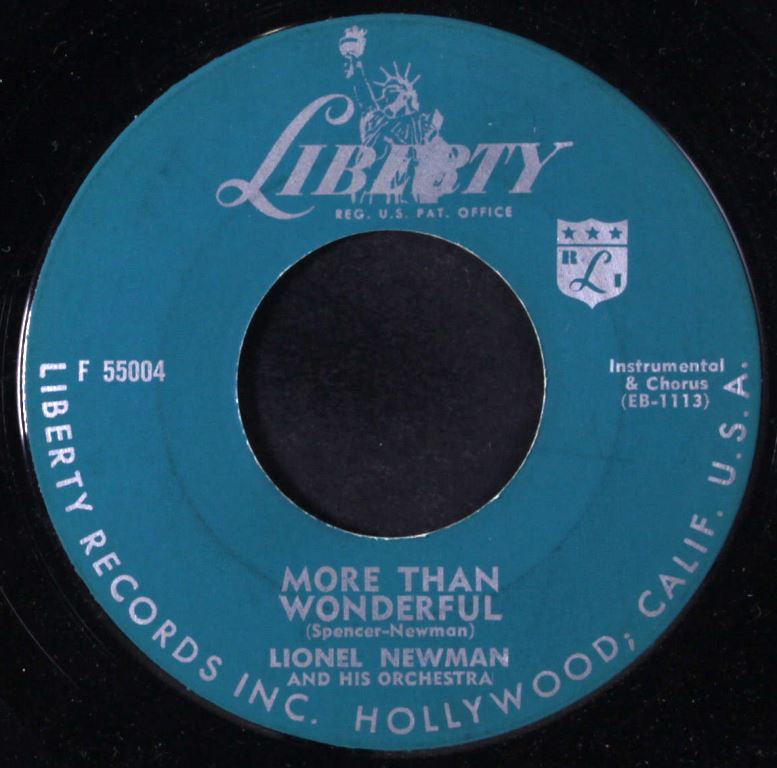 LIBERTY
REG. U.S. PAT. OFFICE
R L I
F 55004
Instrumental
& Chorus
(EB-1113)
MORE THAN
WONDERFUL
(Spencer-Newman)
LIONEL NEWMAN
AND HIS ORCHESTRA
LIBERTY RECORDS INC. HOLLYWOOD; CALIF. U.S.A.